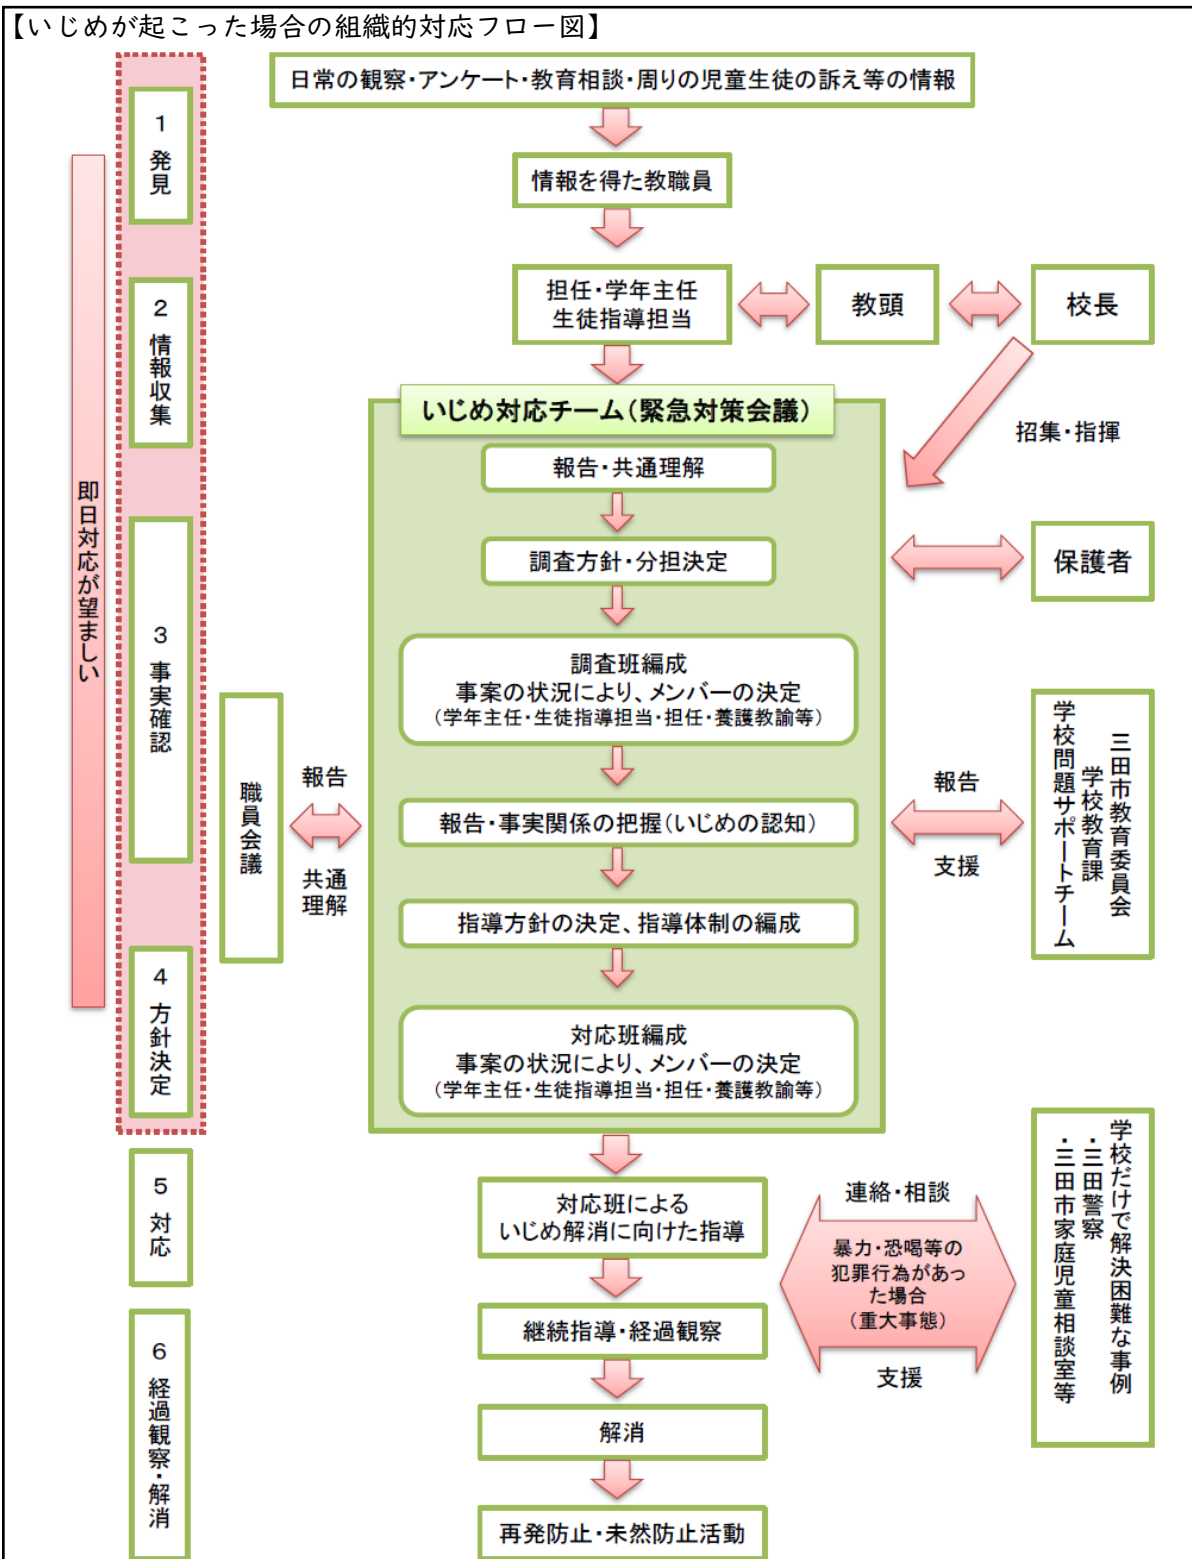 【いじめが起こった場合の組織的対応フロー図】
日常の観察・アンケート・教育相談・周りの児童生徒の訴え等の情報
1 発見
情報を得た教職員
2 情報収集
担任・学年主任
生徒指導担当
教頭
校長
招集・指揮
いじめ対応チーム（緊急対策会議）
報告・共通理解
調査方針・分担決定
保護者
即日対応が望ましい
3 事実確認
調査班編成
事案の状況により、メンバーの決定
（学年主任・生徒指導担当・担任・養護教諭等）
職員会議
報告
共通
理解
報告・事実関係の把握（いじめの認知）
報告
支援
三田市教育委員会
学校教育課
学校問題サポートチーム
指導方針の決定、指導体制の編成
4 方針決定
対応班編成
事案の状況により、メンバーの決定
（学年主任・生徒指導担当・担任・養護教諭等）
5 対応
対応班による
いじめ解消に向けた指導
連絡・相談
暴力・恐喝等の
犯罪行為があっ
た場合
（重大事態）
支援
学校だけで解決困難な事例
・三田警察
・三田市家庭児童相談室等
6 経過観察・解消
継続指導・経過観察
解消
再発防止・未然防止活動